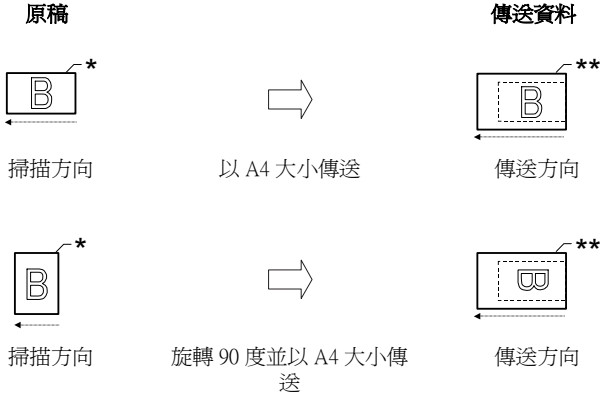 原稿
傳送資料
*
**
B
B
掃描方向
以 A4 大小傳送
傳送方向
*
**
B
B
掃描方向
旋轉 90 度並以 A4 大小傳
送
傳送方向